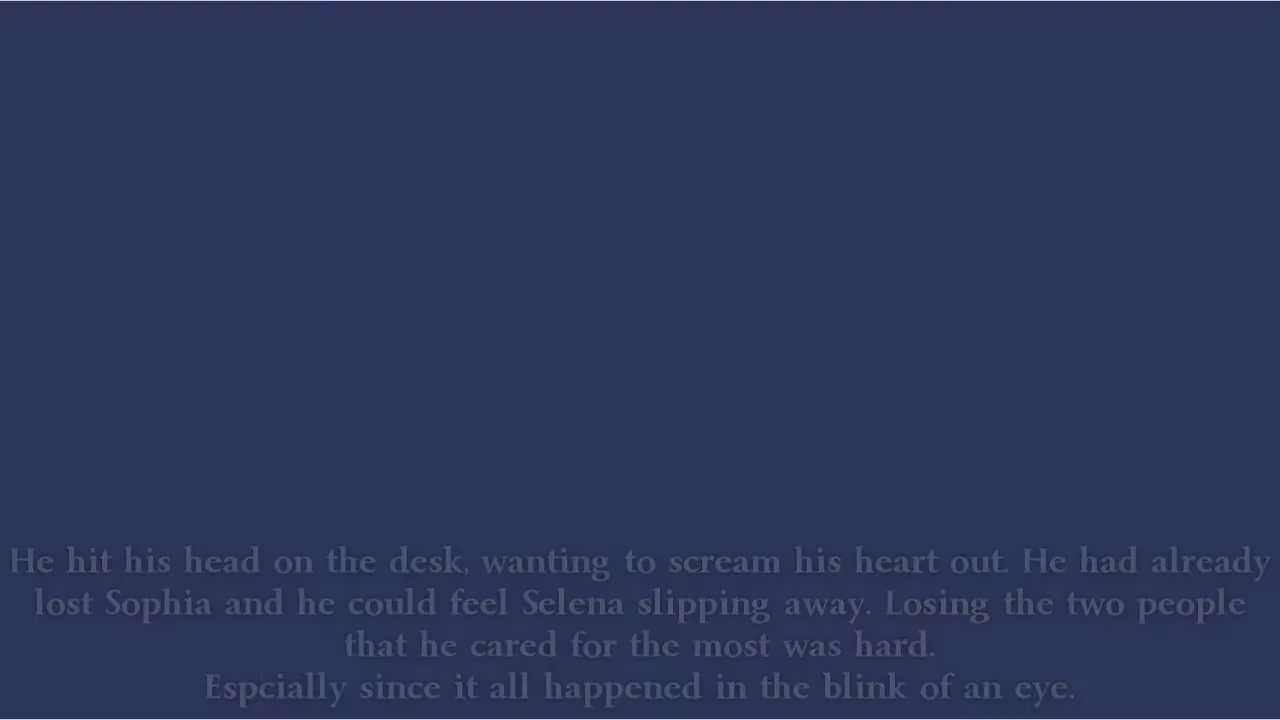 He hit his head on the desk, wanting to scream his heart out. He had already
lost Sophia and he could feel Selena slipping away. Losing the two people
that he cared for the most was hard.
Espcially since it all happened in the blink of an eye.